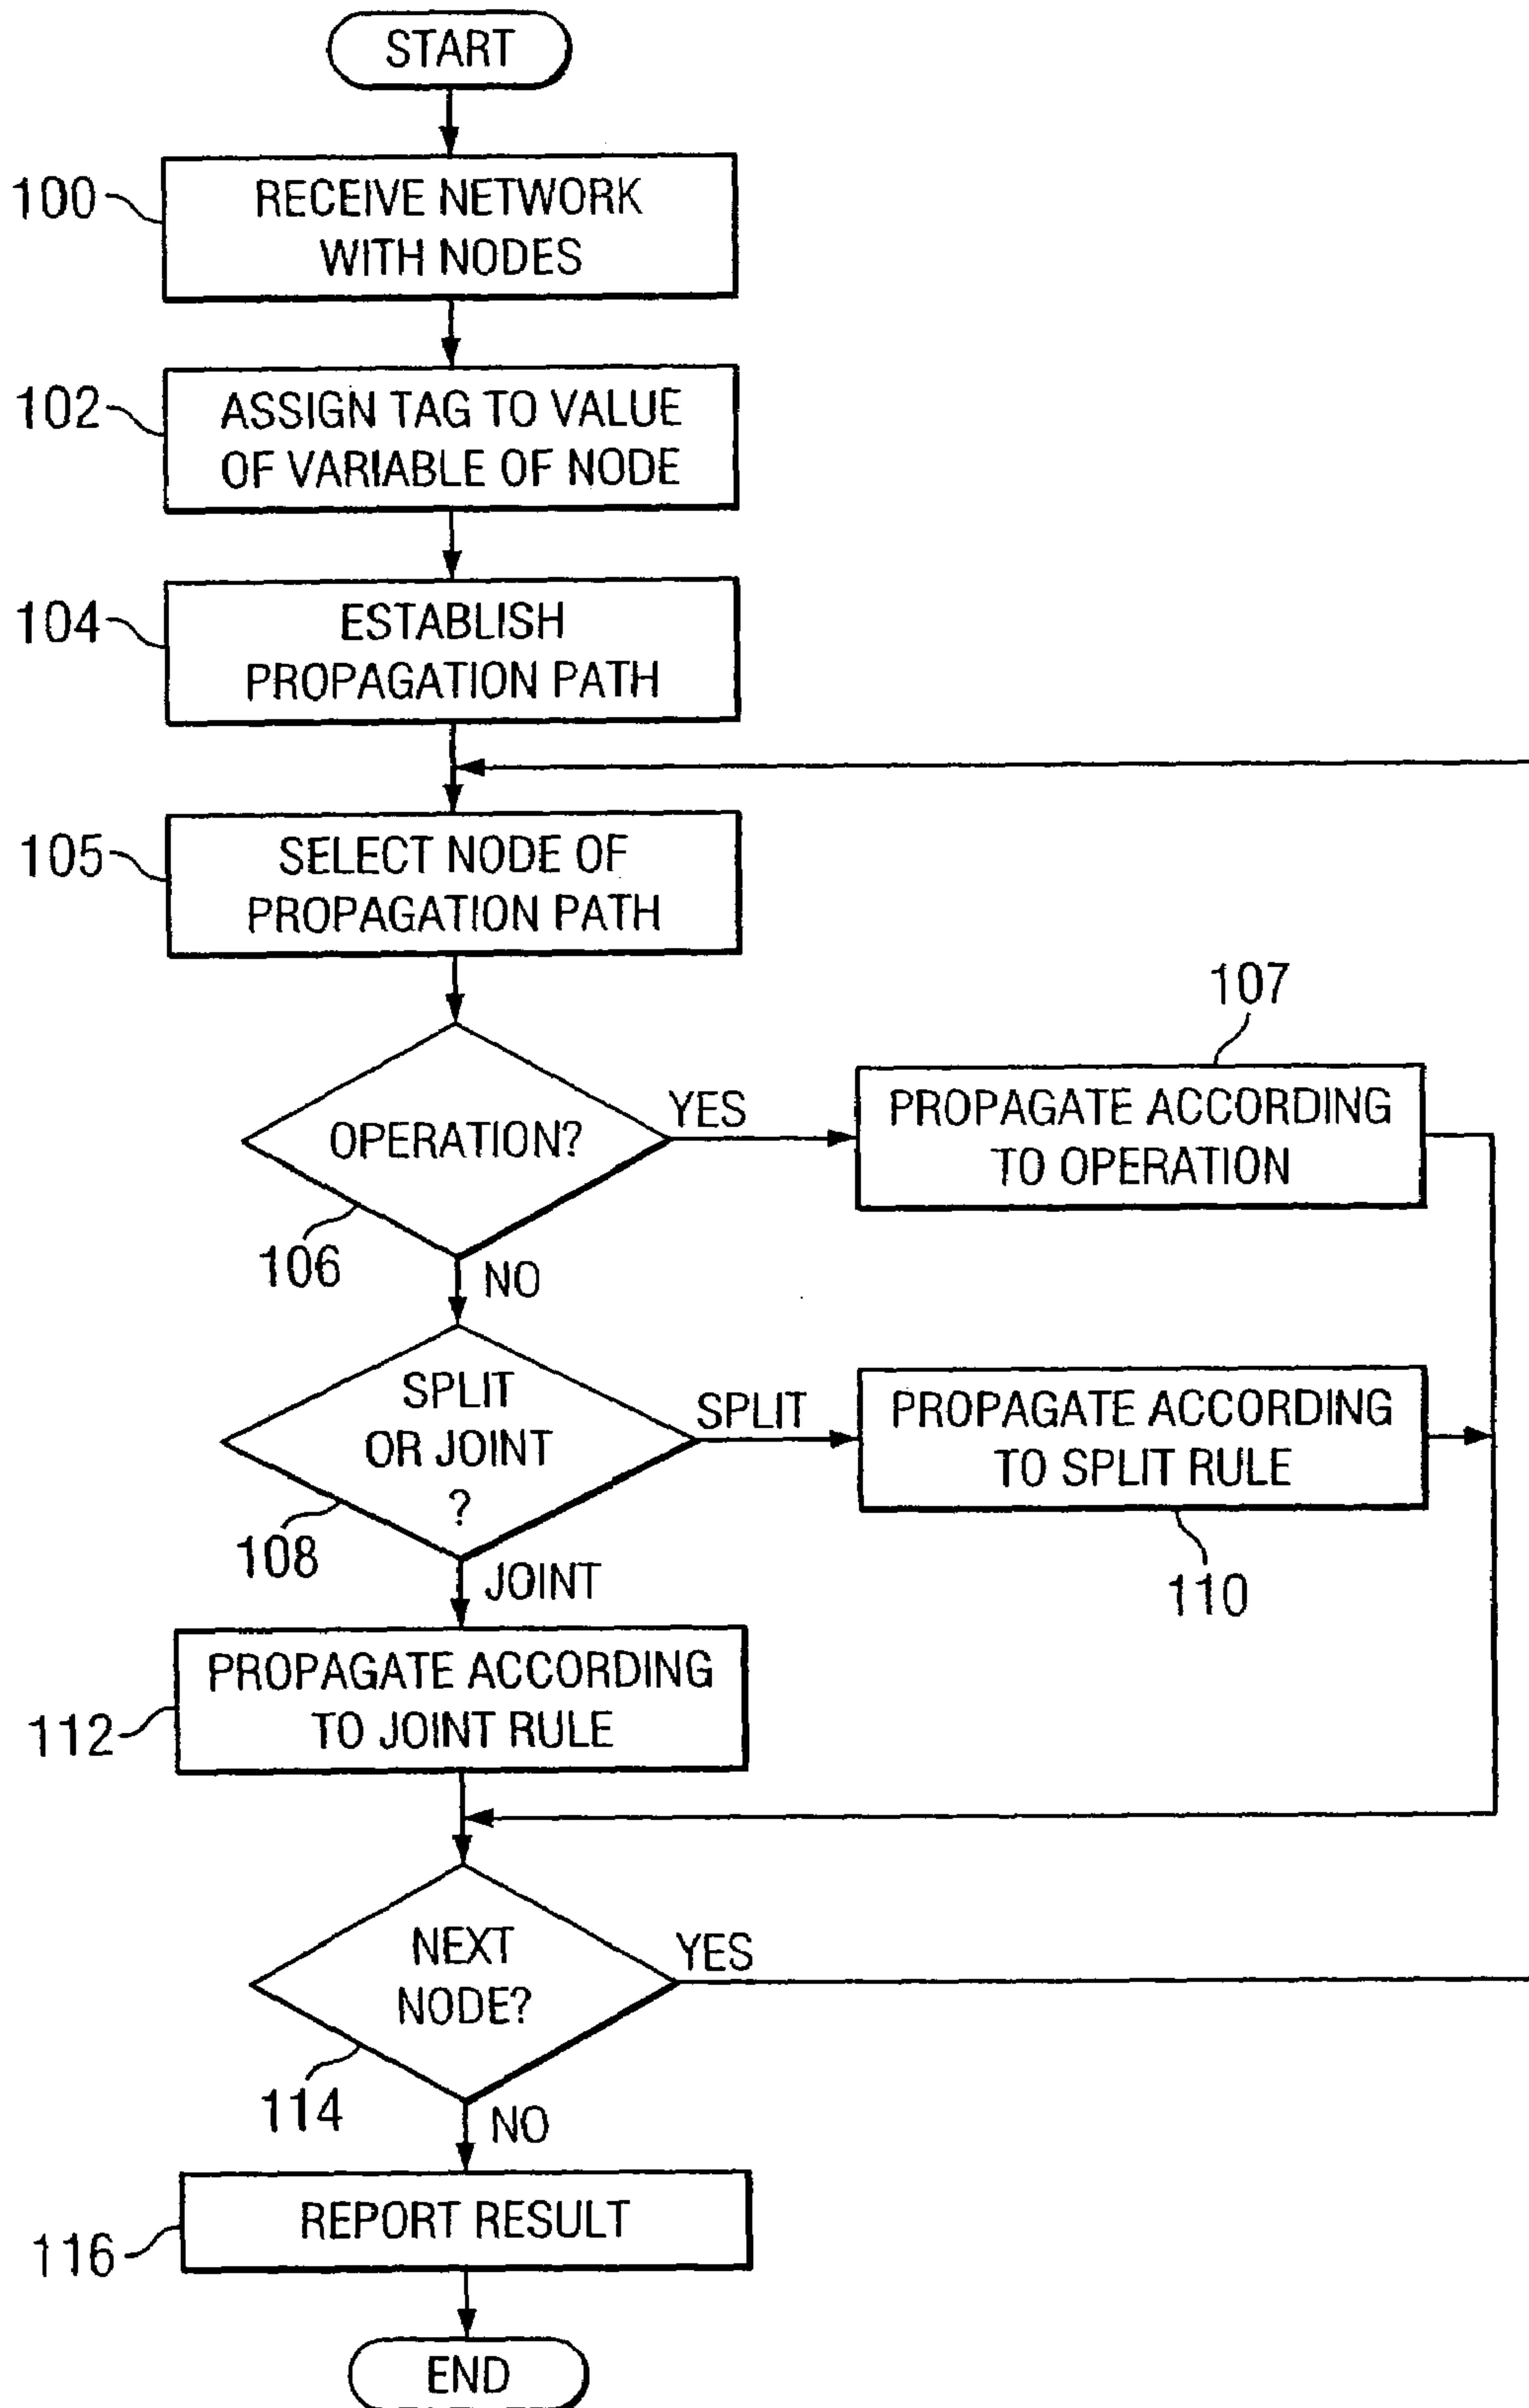 START
100
RECEIVE NETWORK
WITH NODES
102
ASSIGN TAG TO VALUE
OF VARIABLE OF NODE
104
ESTABLISH
PROPAGATION PATH
105
SELECT NODE OF
PROPAGATION PATH
107
OPERATION?
YES
PROPAGATE ACCORDING
TO OPERATION
106
NO
SPLIT
OR JOINT
?
SPLIT
PROPAGATE ACCORDING
TO SPLIT RULE
108
JOINT
110
112
PROPAGATE ACCORDING
TO JOINT RULE
NEXT
NODE?
YES
114
NO
116
REPORT RESULT
END